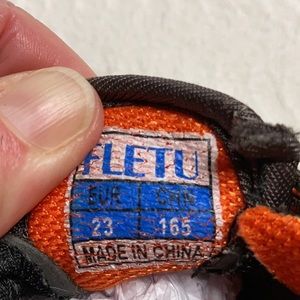 FLETU
EUR CHN
23 165
MADE IN CHINA